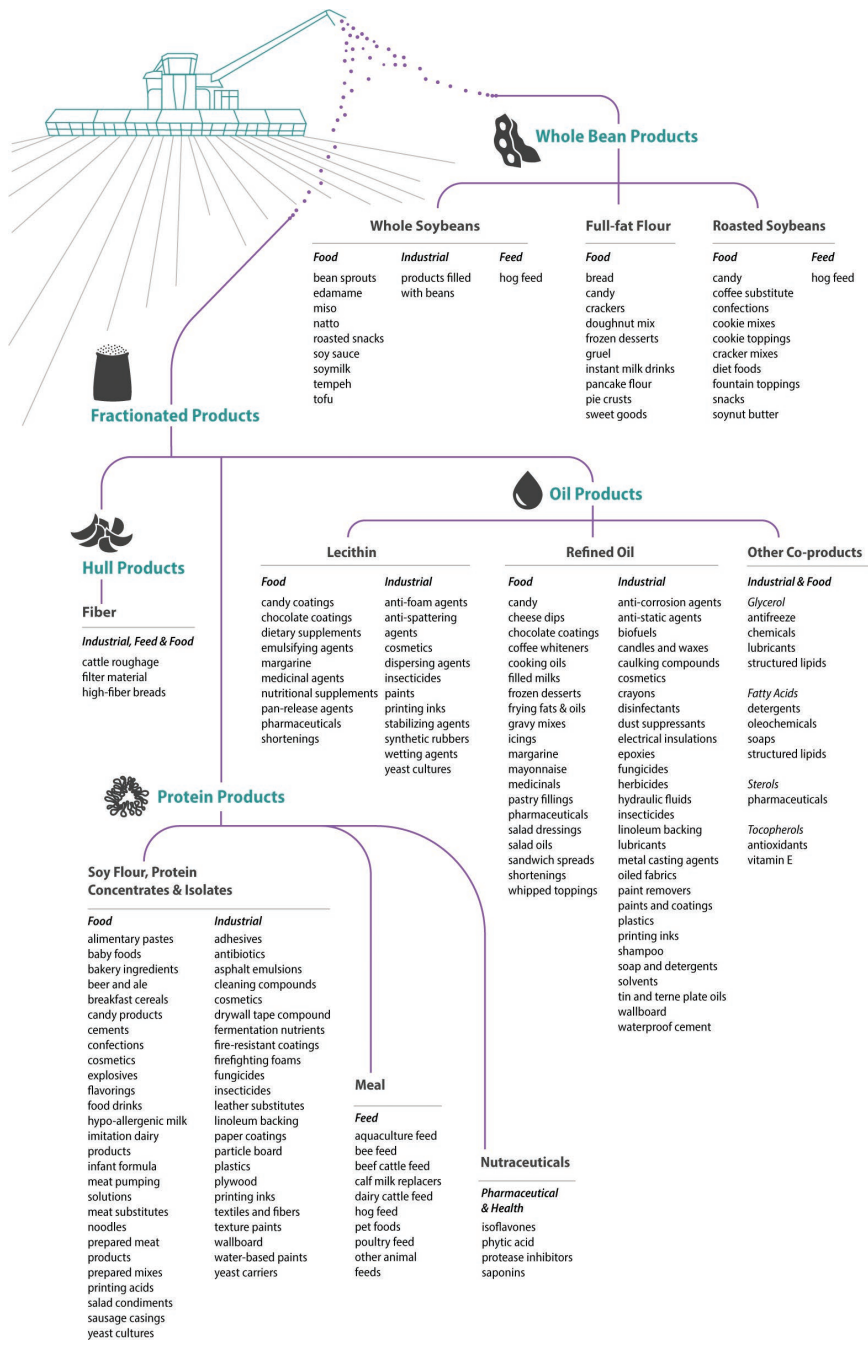 Whole Bean Products
Whole Soybeans
Food
bean sprouts
edamame
miso
natto
roasted snacks
soy sauce
soymilk
tempeh
tofu
Industrial
products filled
with beans
Feed
hog feed
Full-fat Flour
Food
bread
candy
crackers
doughnut mix
frozen desserts
gruel
instant milk drinks
pancake flour
pie crusts
sweet goods
Roasted Soybeans
Food
candy
coffee substitute
confections
cookie mixes
cookie toppings
cracker mixes
diet foods
fountain toppings
snacks
soynut butter
Feed
hog feed
Fractionated Products
Hull Products
Fiber
Industrial, Feed & Food
cattle roughage
filter material
high-fiber breads
Oil Products
Lecithin
Food
candy coatings
chocolate coatings
dietary supplements
emulsifying agents
margarine
medicinal agents
nutritional supplements
pan-release agents
pharmaceuticals
shortenings
Industrial
anti-foam agents
anti-spattering
agents
cosmetics
dispersing agents
insecticides
paints
printing inks
stabilizing agents
synthetic rubbers
wetting agents
yeast cultures
Refined Oil
Food
candy
cheese dips
chocolate coatings
coffee whiteners
cooking oils
filled milks
frozen desserts
frying fats & oils
gravy mixes
icings
margarine
mayonnaise
medicinals
pastry fillings
pharmaceuticals
salad dressings
salad oils
sandwich spreads
shortenings
whipped toppings
Industrial
anti-corrosion agents
anti-static agents
biofuels
candles and waxes
caulking compounds
cosmetics
crayons
disinfectants
dust suppressants
electrical insulations
epoxies
fungicides
herbicides
hydraulic fluids
insecticides
linoleum backing
lubricants
metal casting agents
oiled fabrics
paint removers
paints and coatings
plastics
printing inks
shampoo
soap and detergents
solvents
tin and terne plate oils
wallboard
waterproof cement
Other Co-products
Industrial & Food
Glycerol
antifreeze
chemicals
lubricants
structured lipids
Fatty Acids
detergents
oleochemicals
soaps
structured lipids
Sterols
pharmaceuticals
Tocopherols
antioxidants
vitamin E
Protein Products
Soy Flour, Protein
Concentrates & Isolates
Food
alimentary pastes
baby foods
bakery ingredients
beer and ale
breakfast cereals
candy products
cements
confections
cosmetics
explosives
flavorings
food drinks
hypo-allergenic milk
imitation dairy
products
infant formula
meat pumping
solutions
meat substitutes
noodles
prepared meat
products
prepared mixes
printing acids
salad condiments
sausage casings
yeast cultures
Industrial
adhesives
antibiotics
asphalt emulsions
cleaning compounds
cosmetics
drywall tape compound
fermentation nutrients
fire-resistant coatings
firefighting foams
fungicides
insecticides
leather substitutes
linoleum backing
paper coatings
particle board
plastics
plywood
printing inks
textiles and fibers
texture paints
wallboard
water-based paints
yeast carriers
Meal
Feed
aquaculture feed
bee feed
beef cattle feed
calf milk replacers
dairy cattle feed
hog feed
pet foods
poultry feed
other animal
feeds
Nutraceuticals
Pharmaceutical
& Health
isoflavones
phytic acid
protease inhibitors
saponins